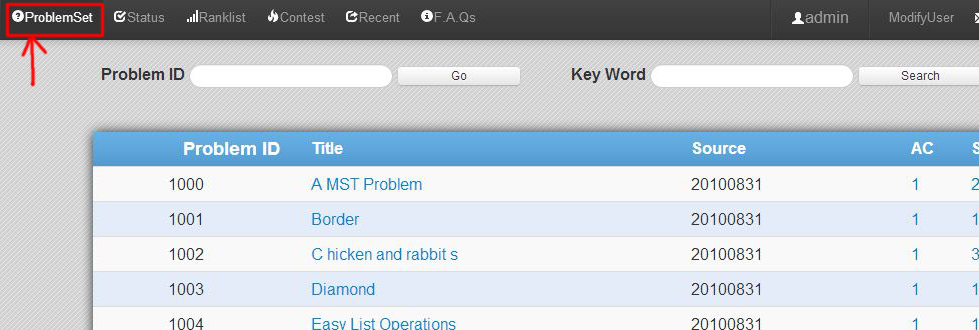 ProblemSet Status Ranklist Contest Recent F.A.Qs admin ModifyUser
Problem ID Go Key Word Search
Problem ID Title Source AC S
1000 A MST Problem 20100831 1 2
1001 Border 20100831 1 1
1002 C hicken and rabbit s 20100831 1 3
1003 Diamond 20100831 1 1
1004 Easy List Operations 20100831 1 1